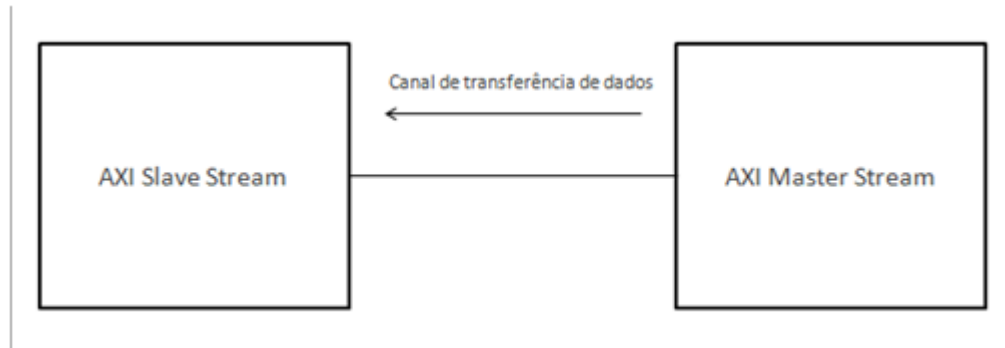 Canal de transferência de dados
AXI Slave Stream
AXI Master Stream